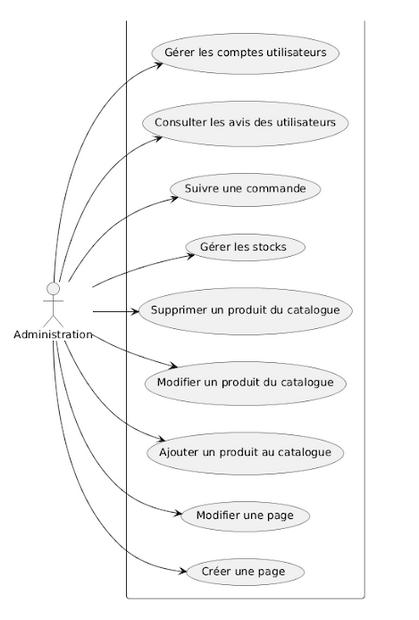 Gérer les comptes utilisateurs
Consulter les avis des utilisateurs
Suivre une commande
Gérer les stocks
Supprimer un produit du catalogue
Administration
Modifier un produit du catalogue
Ajouter un produit au catalogue
Modifier une page
Créer une page